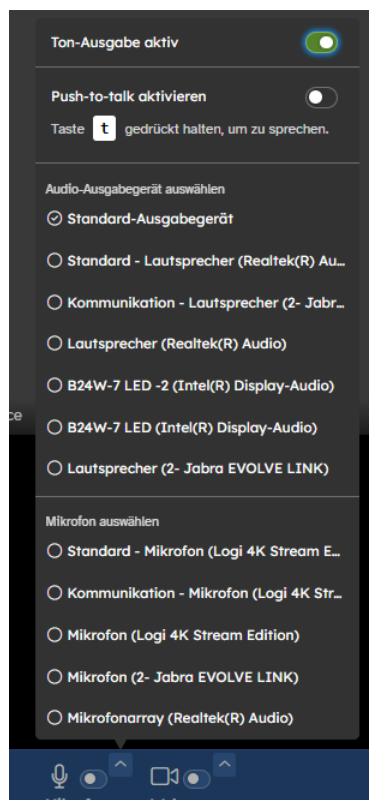 Ton-Ausgabe aktiv
Push-to-talk aktivieren
Taste t gedrückt halten, um zu sprechen.
Audio-Ausgabegerät auswählen
Standard-Ausgabegerät
Standard - Lautsprecher (Realtek(R) Au...
Kommunikation - Lautsprecher (2- Jabr...
Lautsprecher (Realtek(R) Audio)
B24W-7 LED -2 (Intel(R) Display-Audio)
B24W-7 LED (Intel(R) Display-Audio)
ce
Lautsprecher (2- Jabra EVOLVE LINK)
Mikrofon auswählen
Standard - Mikrofon (Logi 4K Stream E...
Kommunikation - Mikrofon (Logi 4K Str...
Mikrofon (Logi 4K Stream Edition)
Mikrofon (2- Jabra EVOLVE LINK)
Mikrofonarray (Realtek(R) Audio)